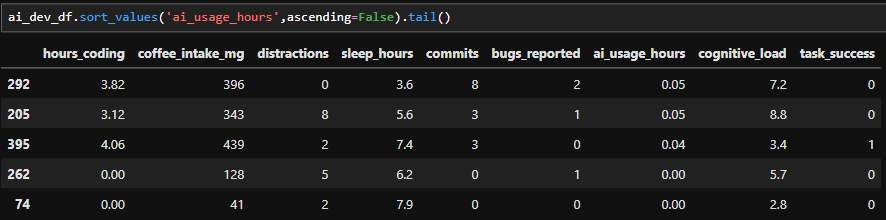 ai_dev_df.sort_values('ai_usage_hours',ascending=False).tail()
hours_coding coffee_intake_mg distractions sleep_hours commits bugs_reported ai_usage_hours cognitive_load task_success
292 3.82 396 0 3.6 8 2 0.05 7.2 0
205 3.12 343 8 5.6 3 1 0.05 8.8 0
395 4.06 439 2 7.4 3 0 0.04 3.4 1
262 0.00 128 5 6.2 0 1 0.00 5.7 0
74 0.00 41 2 7.9 0 0 0.00 2.8 0